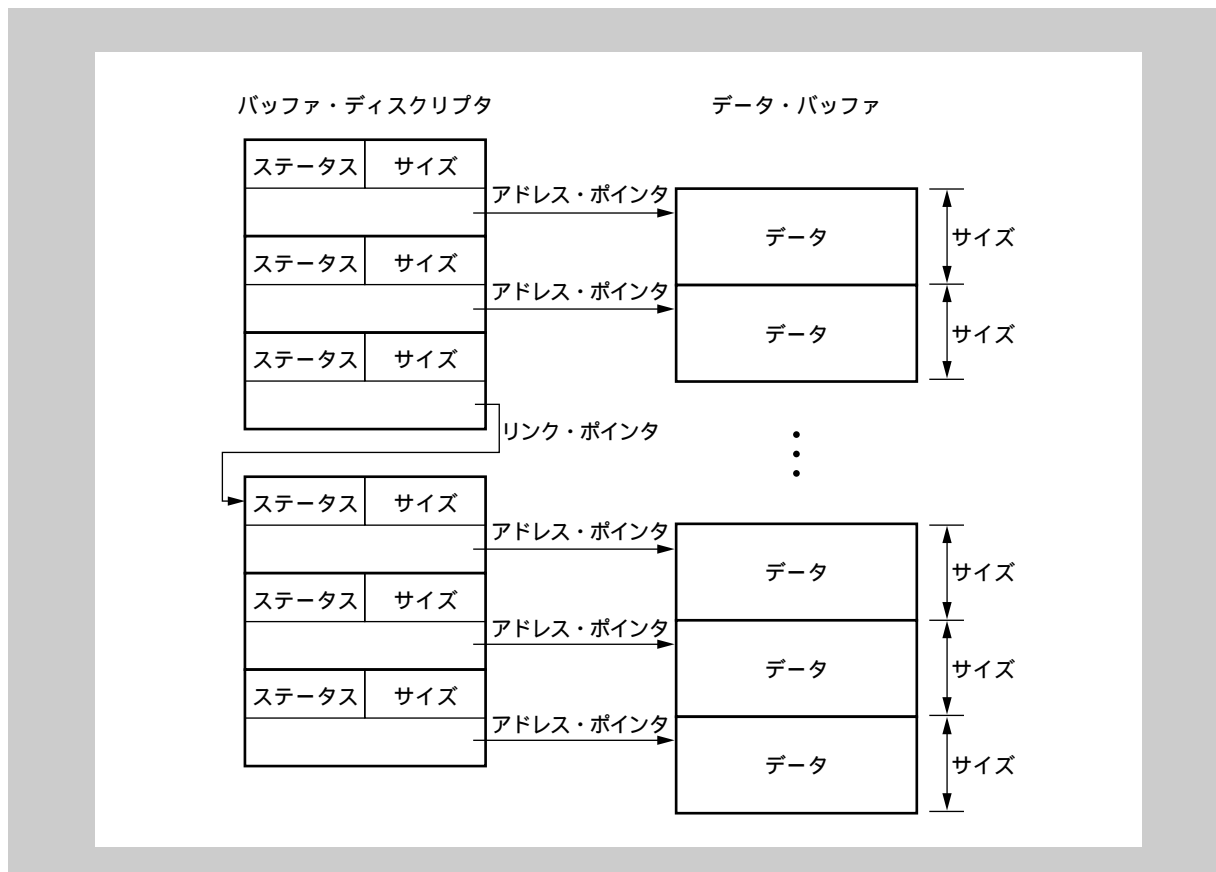 バッファ・ディスクリプタ
データ・バッファ
ステータス サイズ
アドレス・ポインタ
データ
サイズ
ステータス サイズ
アドレス・ポインタ
データ
サイズ
ステータス サイズ
リンク・ポインタ
ステータス サイズ
アドレス・ポインタ
データ
サイズ
ステータス サイズ
アドレス・ポインタ
データ
サイズ
ステータス サイズ
アドレス・ポインタ
データ
サイズ